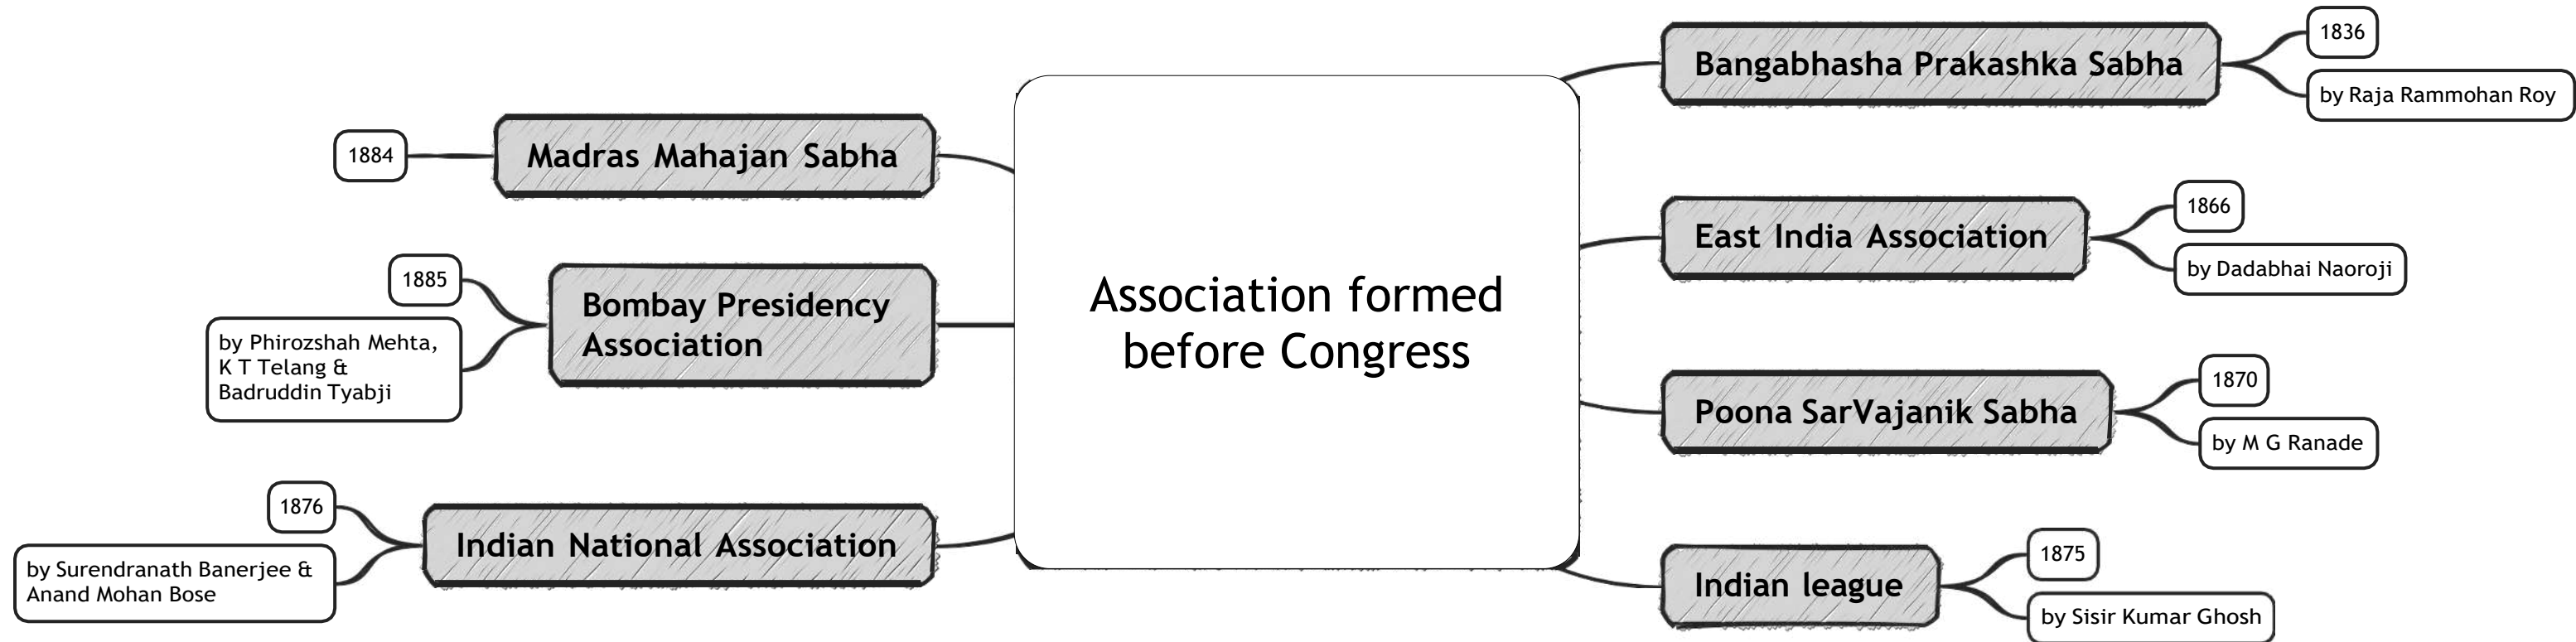 Association formed
before Congress
Bangabhasha Prakashka Sabha
1836
by Raja Rammohan Roy
East India Association
1866
by Dadabhai Naoroji
Poona SarVajanik Sabha
1870
by M G Ranade
Indian league
1875
by Sisir Kumar Ghosh
Madras Mahajan Sabha
1884
Bombay Presidency
Association
1885
by Phirozshah Mehta,
K T Telang &
Badruddin Tyabji
Indian National Association
1876
by Surendranath Banerjee &
Anand Mohan Bose